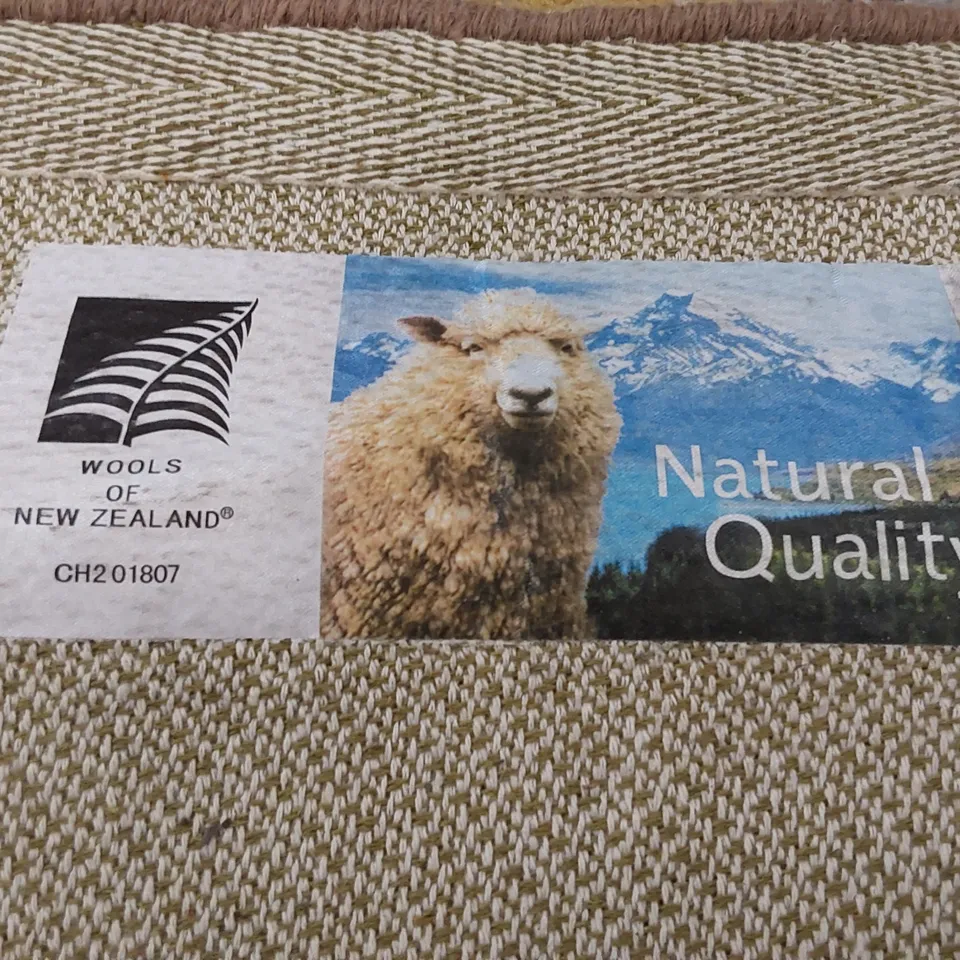 WOOLS
OF
NEW ZEALAND®
CH2 01807
Natural
Quality